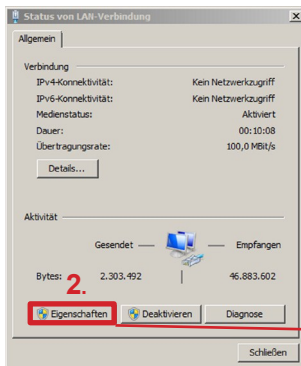 Status von LAN-Verbindung
Allgemein
Verbindung
IPv4-Konnektivität: Kein Netzwerkzugriff
IPv6-Konnektivität: Kein Netzwerkzugriff
Medienstatus: Aktiviert
Dauer: 00:10:08
Übertragungsrate: 100,0 MBit/s
Details...
Aktivität
Gesendet — — Empfangen
Bytes: 2.303.492 | 46.883.602
2.
Eigenschaften Deaktivieren Diagnose
Schließen